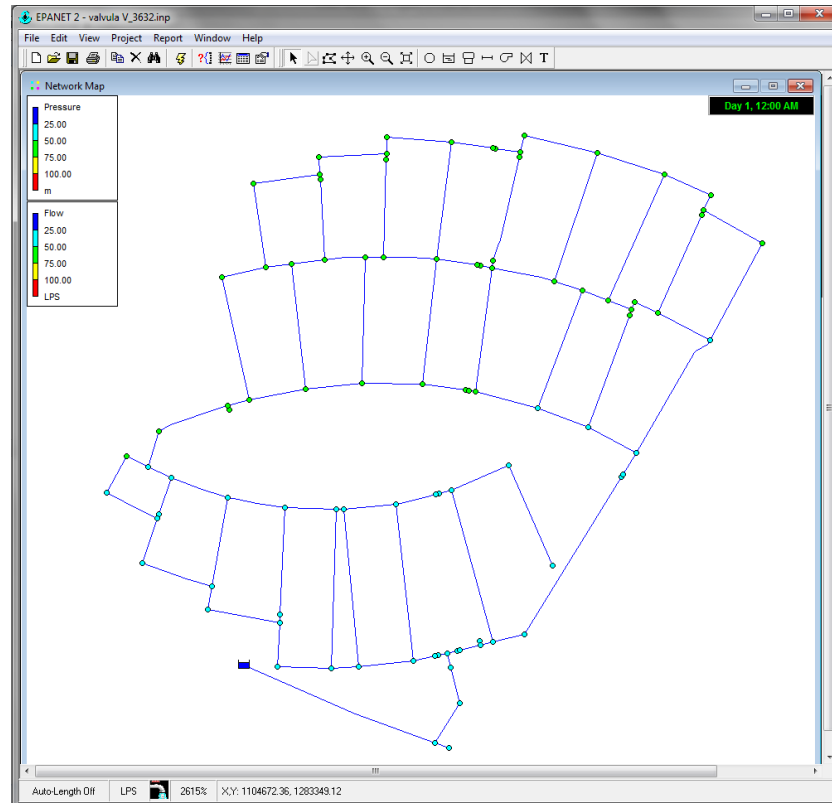 EPANET 2 - valvula V_3632.inp
File Edit View Project Report Window Help
T
Network Map
Day 1, 12:00 AM
Pressure
25.00
50.00
75.00
100.00
m
Flow
25.00
50.00
75.00
100.00
LPS
Auto-Length Off LPS 2615% X,Y: 1104672.36, 1283349.12